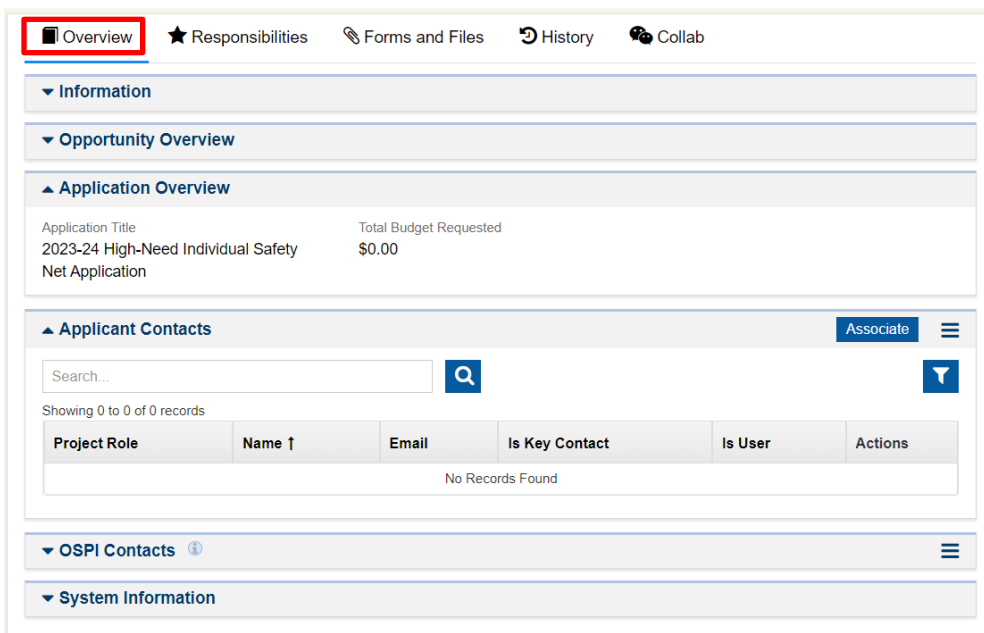 Overview Responsibilities Forms and Files History Collab
Information
Opportunity Overview
Application Overview
Application Title Total Budget Requested
2023-24 High-Need Individual Safety $0.00
Net Application
Applicant Contacts Associate
Search...
Showing 0 to 0 of 0 records
Project Role Name ↑ Email Is Key Contact Is User Actions
No Records Found
OSPI Contacts
System Information